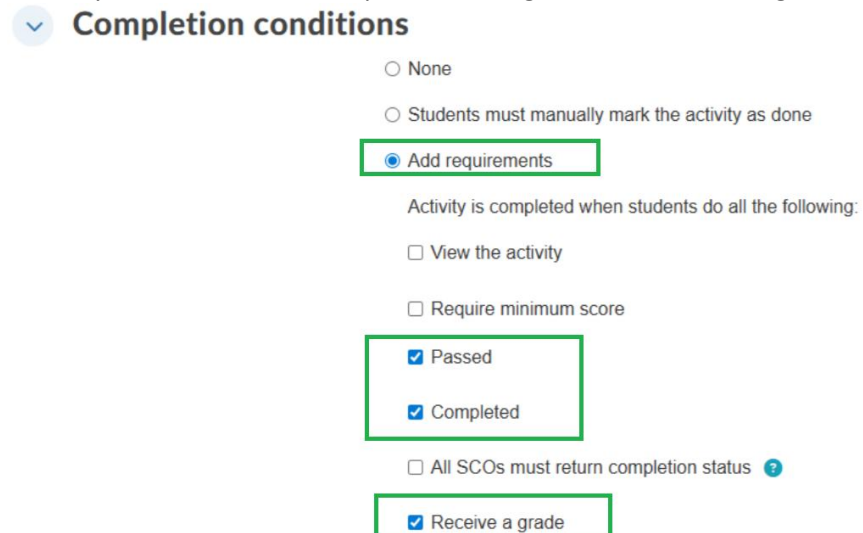 Completion conditions
None
Students must manually mark the activity as done
Add requirements
Activity is completed when students do all the following:
View the activity
Require minimum score
Passed
Completed
All SCOs must return completion status ?
Receive a grade